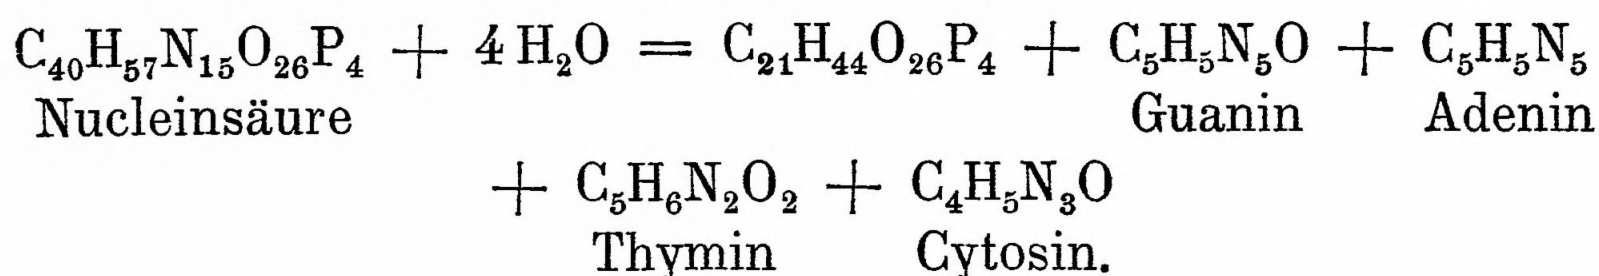 C₄₀H₅₇N₁₅O₂₆P₄ + 4 H₂O = C₂₁H₄₄O₂₆P₄ + C₅H₅N₅O + C₅H₅N₅
Nucleinsäure Guanin Adenin
+ C₅H₆N₂O₂ + C₄H₅N₃O
Thymin Cytosin.